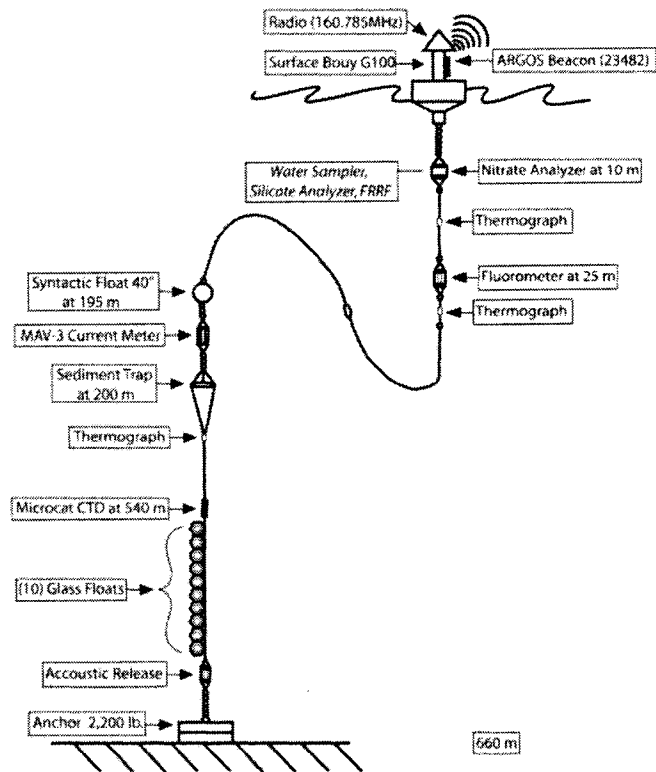 Radio (160.785MHz)
Surface Bouy G100
ARGOS Beacon (23482)
Water Sampler,
Silicate Analyzer, FRRF
Nitrate Analyzer at 10 m
Thermograph
Fluorometer at 25 m
Thermograph
Syntactic Float 40"
at 195 m
MAV-3 Current Meter
Sediment Trap
at 200 m
Thermograph
Microcat CTD at 540 m
(10) Glass Floats
Accoustic Release
Anchor 2,200 lb.
660 m